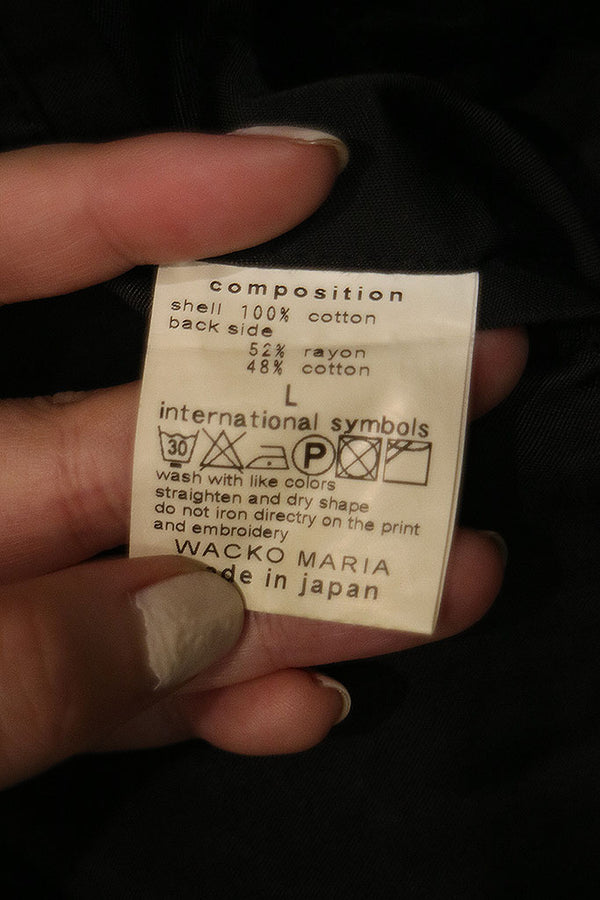 composition
shell 100% cotton
back side
52% rayon
48% cotton
L
international symbols
30 P
wash with like colors
straighten and dry shape
do not iron directry on the print
and embroidery
WACKO MARIA
de in japan